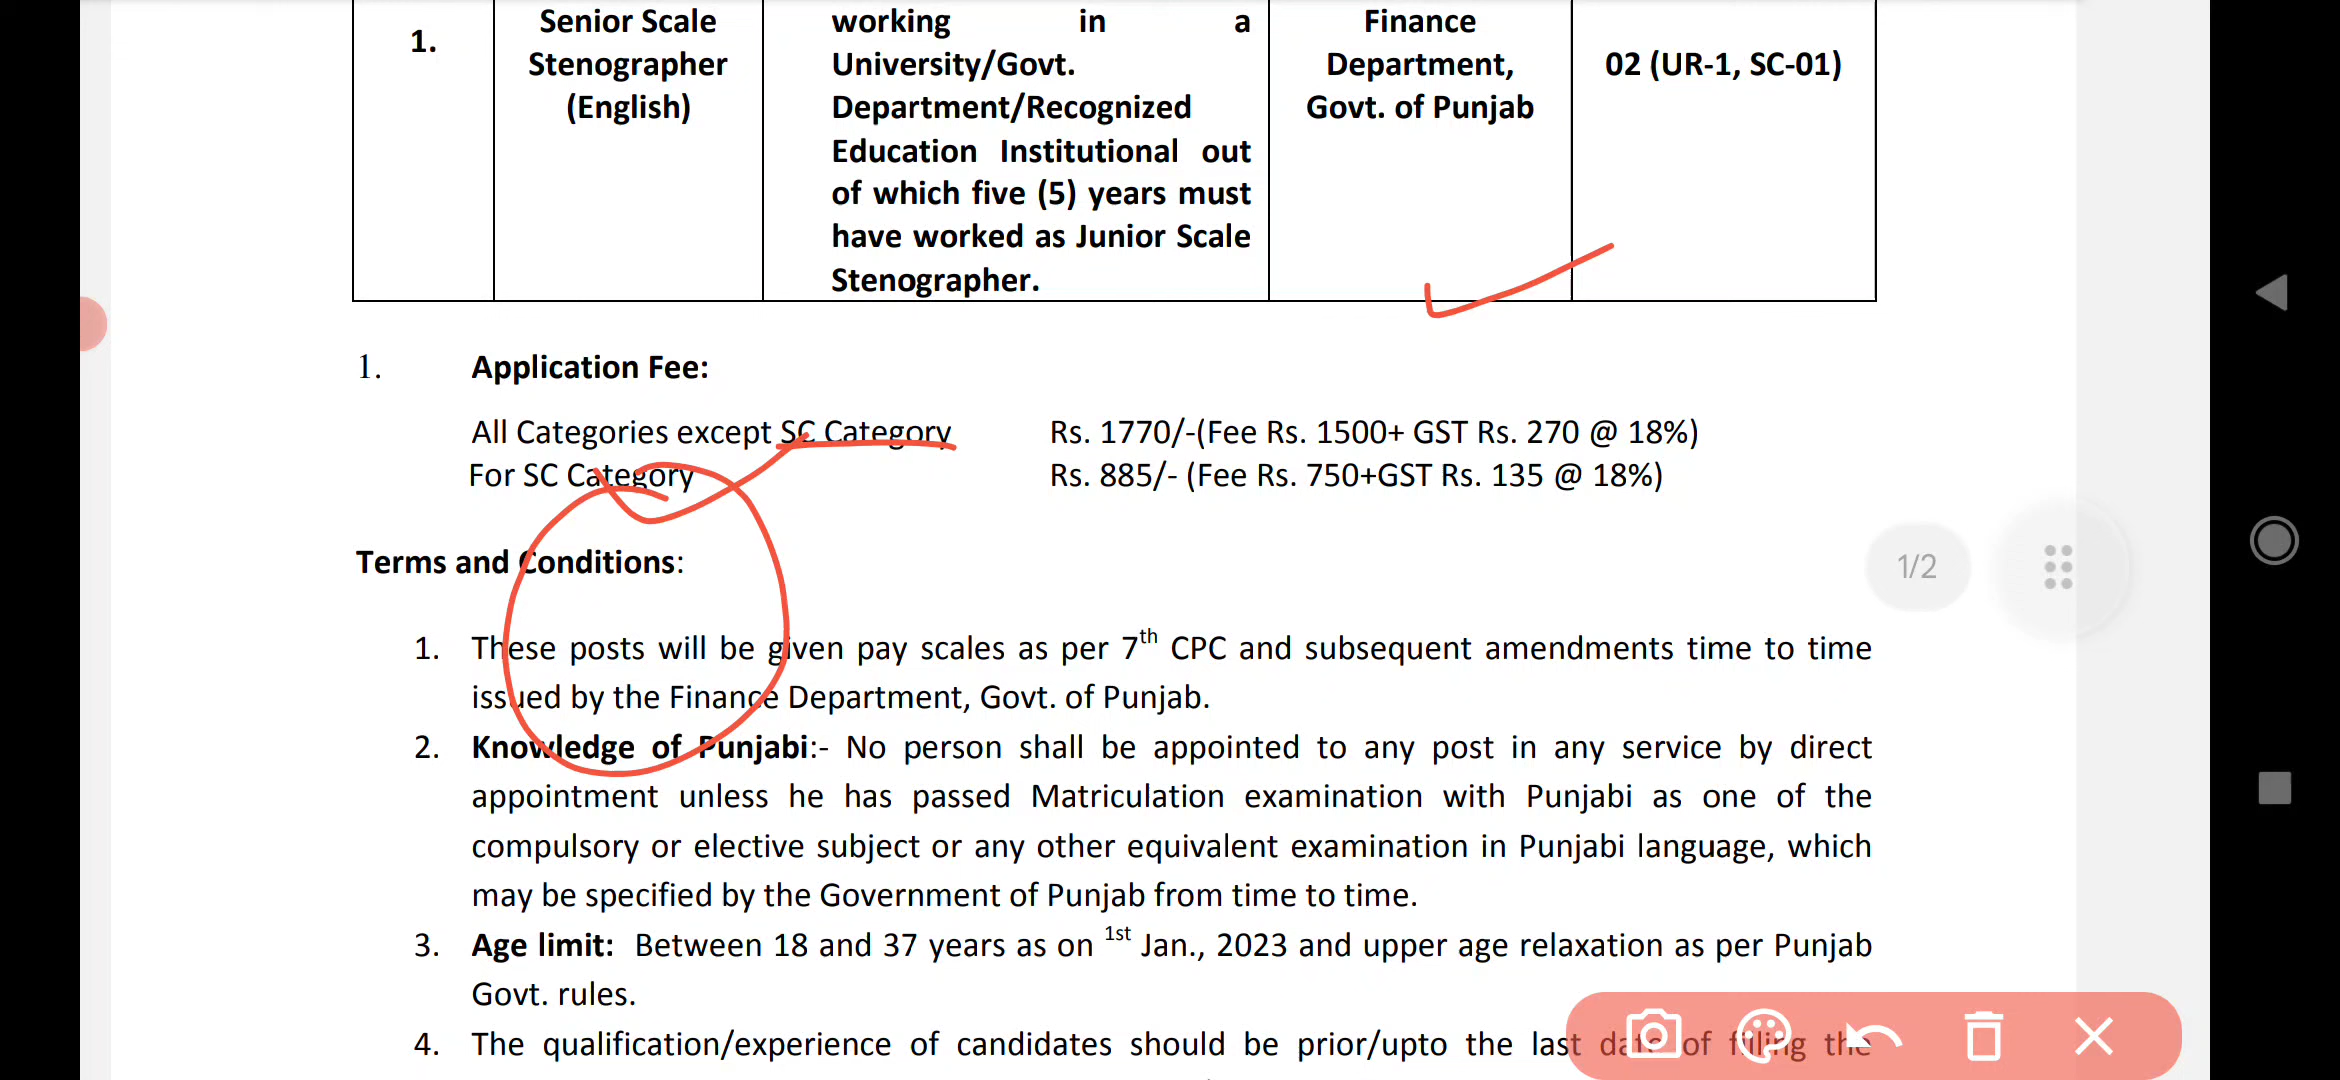 1.
Senior Scale
Stenographer
(English)
working in a
University/Govt.
Department/Recognized
Education Institutional out
of which five (5) years must
have worked as Junior Scale
Stenographer.
Finance
Department,
Govt. of Punjab
02 (UR-1, SC-01)
1. Application Fee:
All Categories except SC Category Rs. 1770/-(Fee Rs. 1500+ GST Rs. 270 @ 18%)
For SC Category Rs. 885/- (Fee Rs. 750+GST Rs. 135 @ 18%)
Terms and Conditions:
1/2
1. These posts will be given pay scales as per 7th CPC and subsequent amendments time to time
issued by the Finance Department, Govt. of Punjab.
2. Knowledge of Punjabi:- No person shall be appointed to any post in any service by direct
appointment unless he has passed Matriculation examination with Punjabi as one of the
compulsory or elective subject or any other equivalent examination in Punjabi language, which
may be specified by the Government of Punjab from time to time.
3. Age limit: Between 18 and 37 years as on 1st Jan., 2023 and upper age relaxation as per Punjab
Govt. rules.
4. The qualification/experience of candidates should be prior/upto the last date of filling the